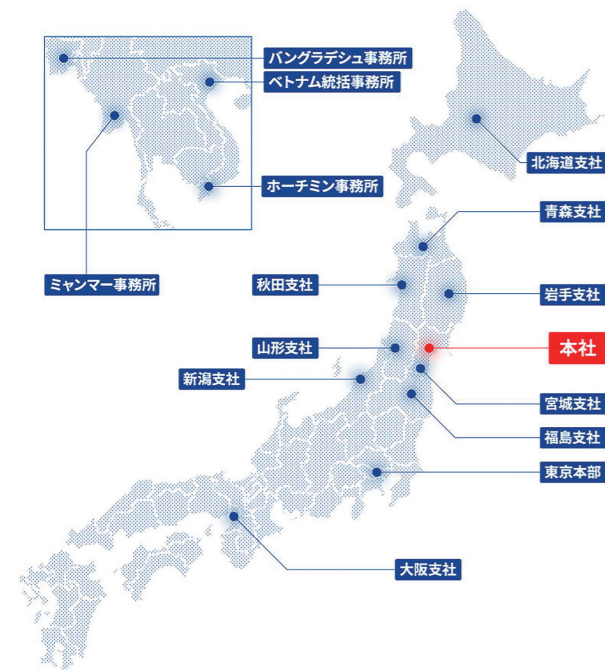 バングラデシュ事務所
ベトナム統括事務所
ホーチミン事務所
ミャンマー事務所
北海道支社
青森支社
秋田支社
岩手支社
山形支社
本社
新潟支社
宮城支社
福島支社
東京本部
大阪支社